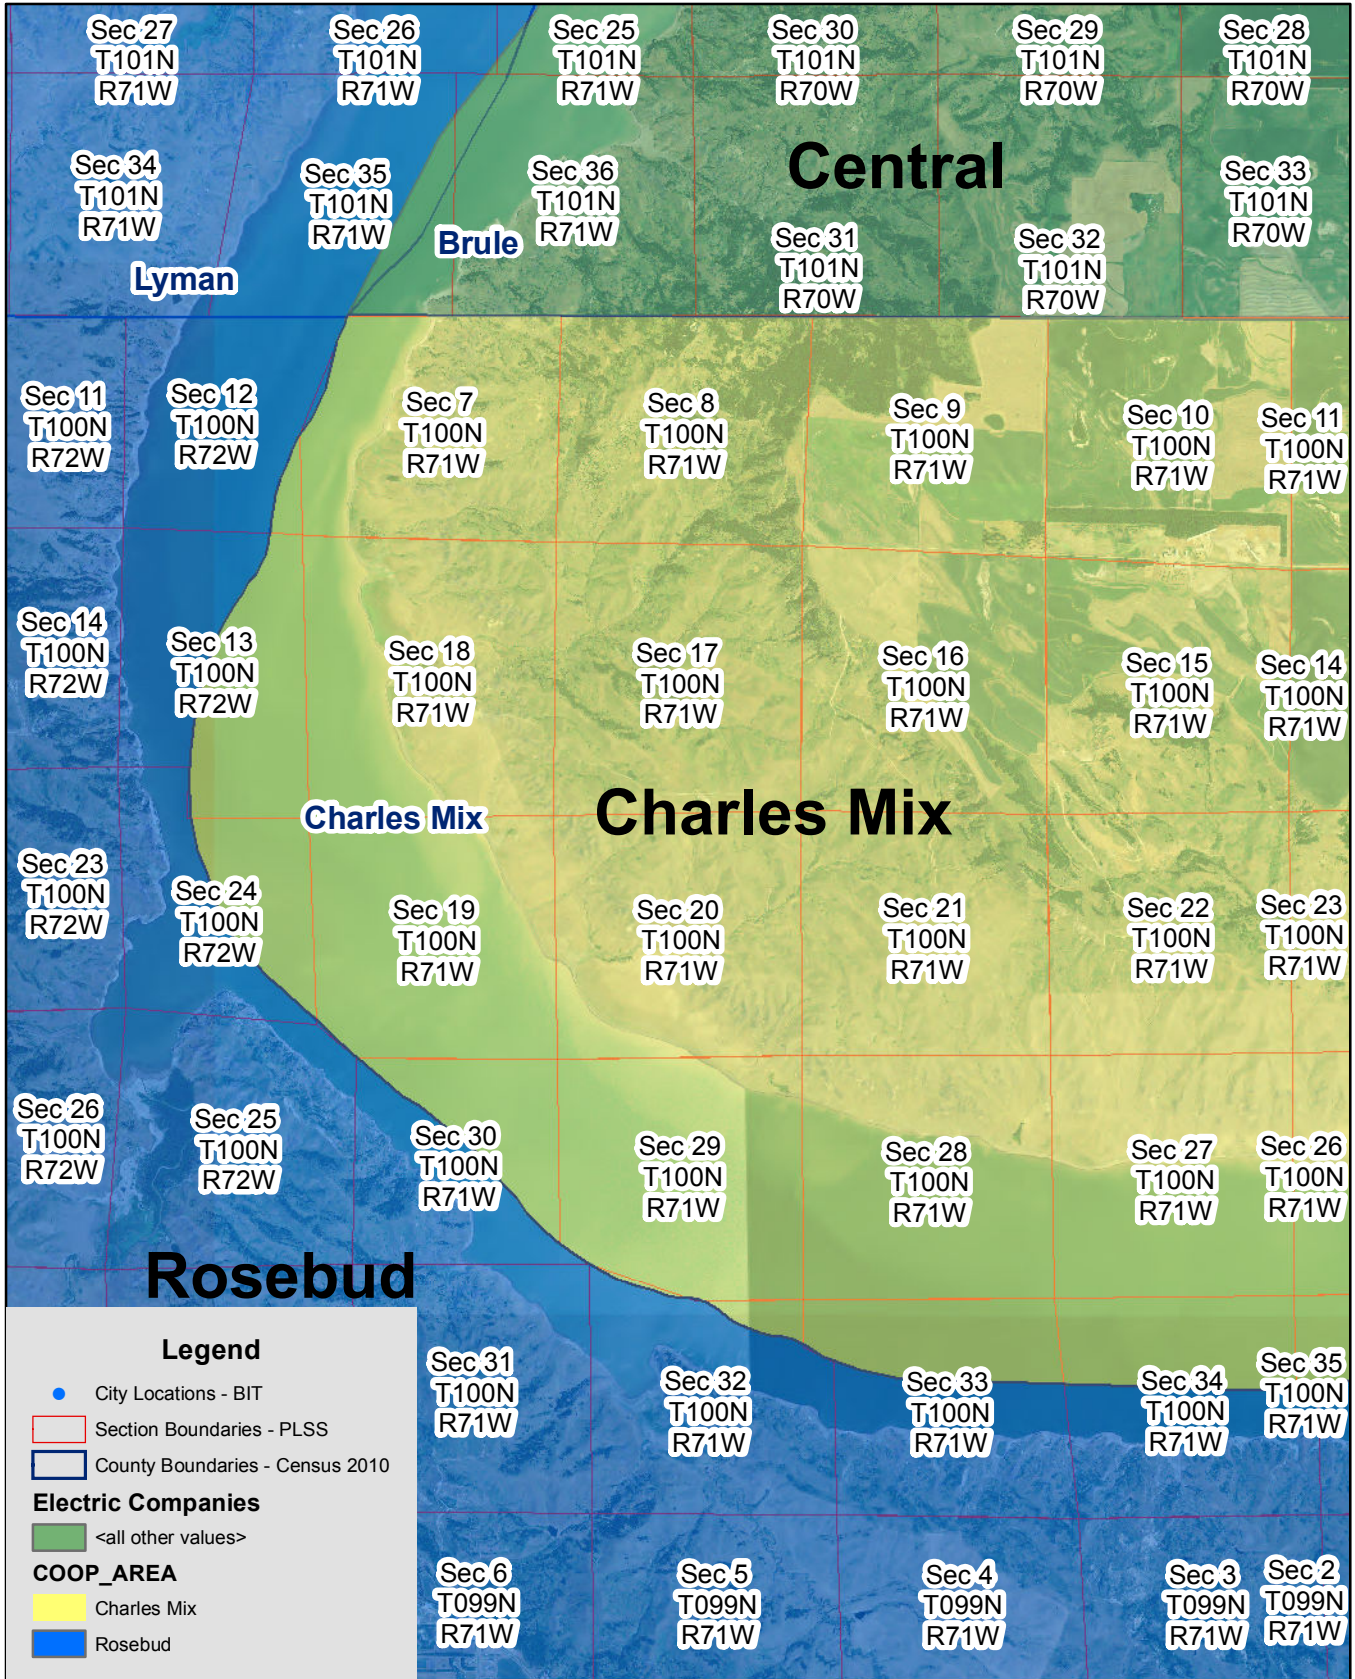 Sec 27
T101N
R71W
Sec 26
T101N
R71W
Sec 25
T101N
R71W
Sec 30
T101N
R70W
Sec 29
T101N
R70W
Sec 28
T101N
R70W
Sec 34
T101N
R71W
Sec 35
T101N
R71W
Sec 36
T101N
R71W
Central
Sec 33
T101N
R70W
Brule
Sec 31
T101N
R70W
Sec 32
T101N
R70W
Lyman
Sec 11
T100N
R72W
Sec 12
T100N
R72W
Sec 7
T100N
R71W
Sec 8
T100N
R71W
Sec 9
T100N
R71W
Sec 10
T100N
R71W
Sec 11
T100N
R71W
Sec 14
T100N
R72W
Sec 13
T100N
R72W
Sec 18
T100N
R71W
Sec 17
T100N
R71W
Sec 16
T100N
R71W
Sec 15
T100N
R71W
Sec 14
T100N
R71W
Charles Mix
Charles Mix
Sec 23
T100N
R72W
Sec 24
T100N
R72W
Sec 19
T100N
R71W
Sec 20
T100N
R71W
Sec 21
T100N
R71W
Sec 22
T100N
R71W
Sec 23
T100N
R71W
Sec 26
T100N
R72W
Sec 25
T100N
R72W
Sec 30
T100N
R71W
Sec 29
T100N
R71W
Sec 28
T100N
R71W
Sec 27
T100N
R71W
Sec 26
T100N
R71W
Rosebud
Sec 31
T100N
R71W
Sec 32
T100N
R71W
Sec 33
T100N
R71W
Sec 34
T100N
R71W
Sec 35
T100N
R71W
Sec 6
T099N
R71W
Sec 5
T099N
R71W
Sec 4
T099N
R71W
Sec 3
T099N
R71W
Sec 2
T099N
R71W
Legend
City Locations - BIT
Section Boundaries - PLSS
County Boundaries - Census 2010
Electric Companies
<all other values>
COOP_AREA
Charles Mix
Rosebud